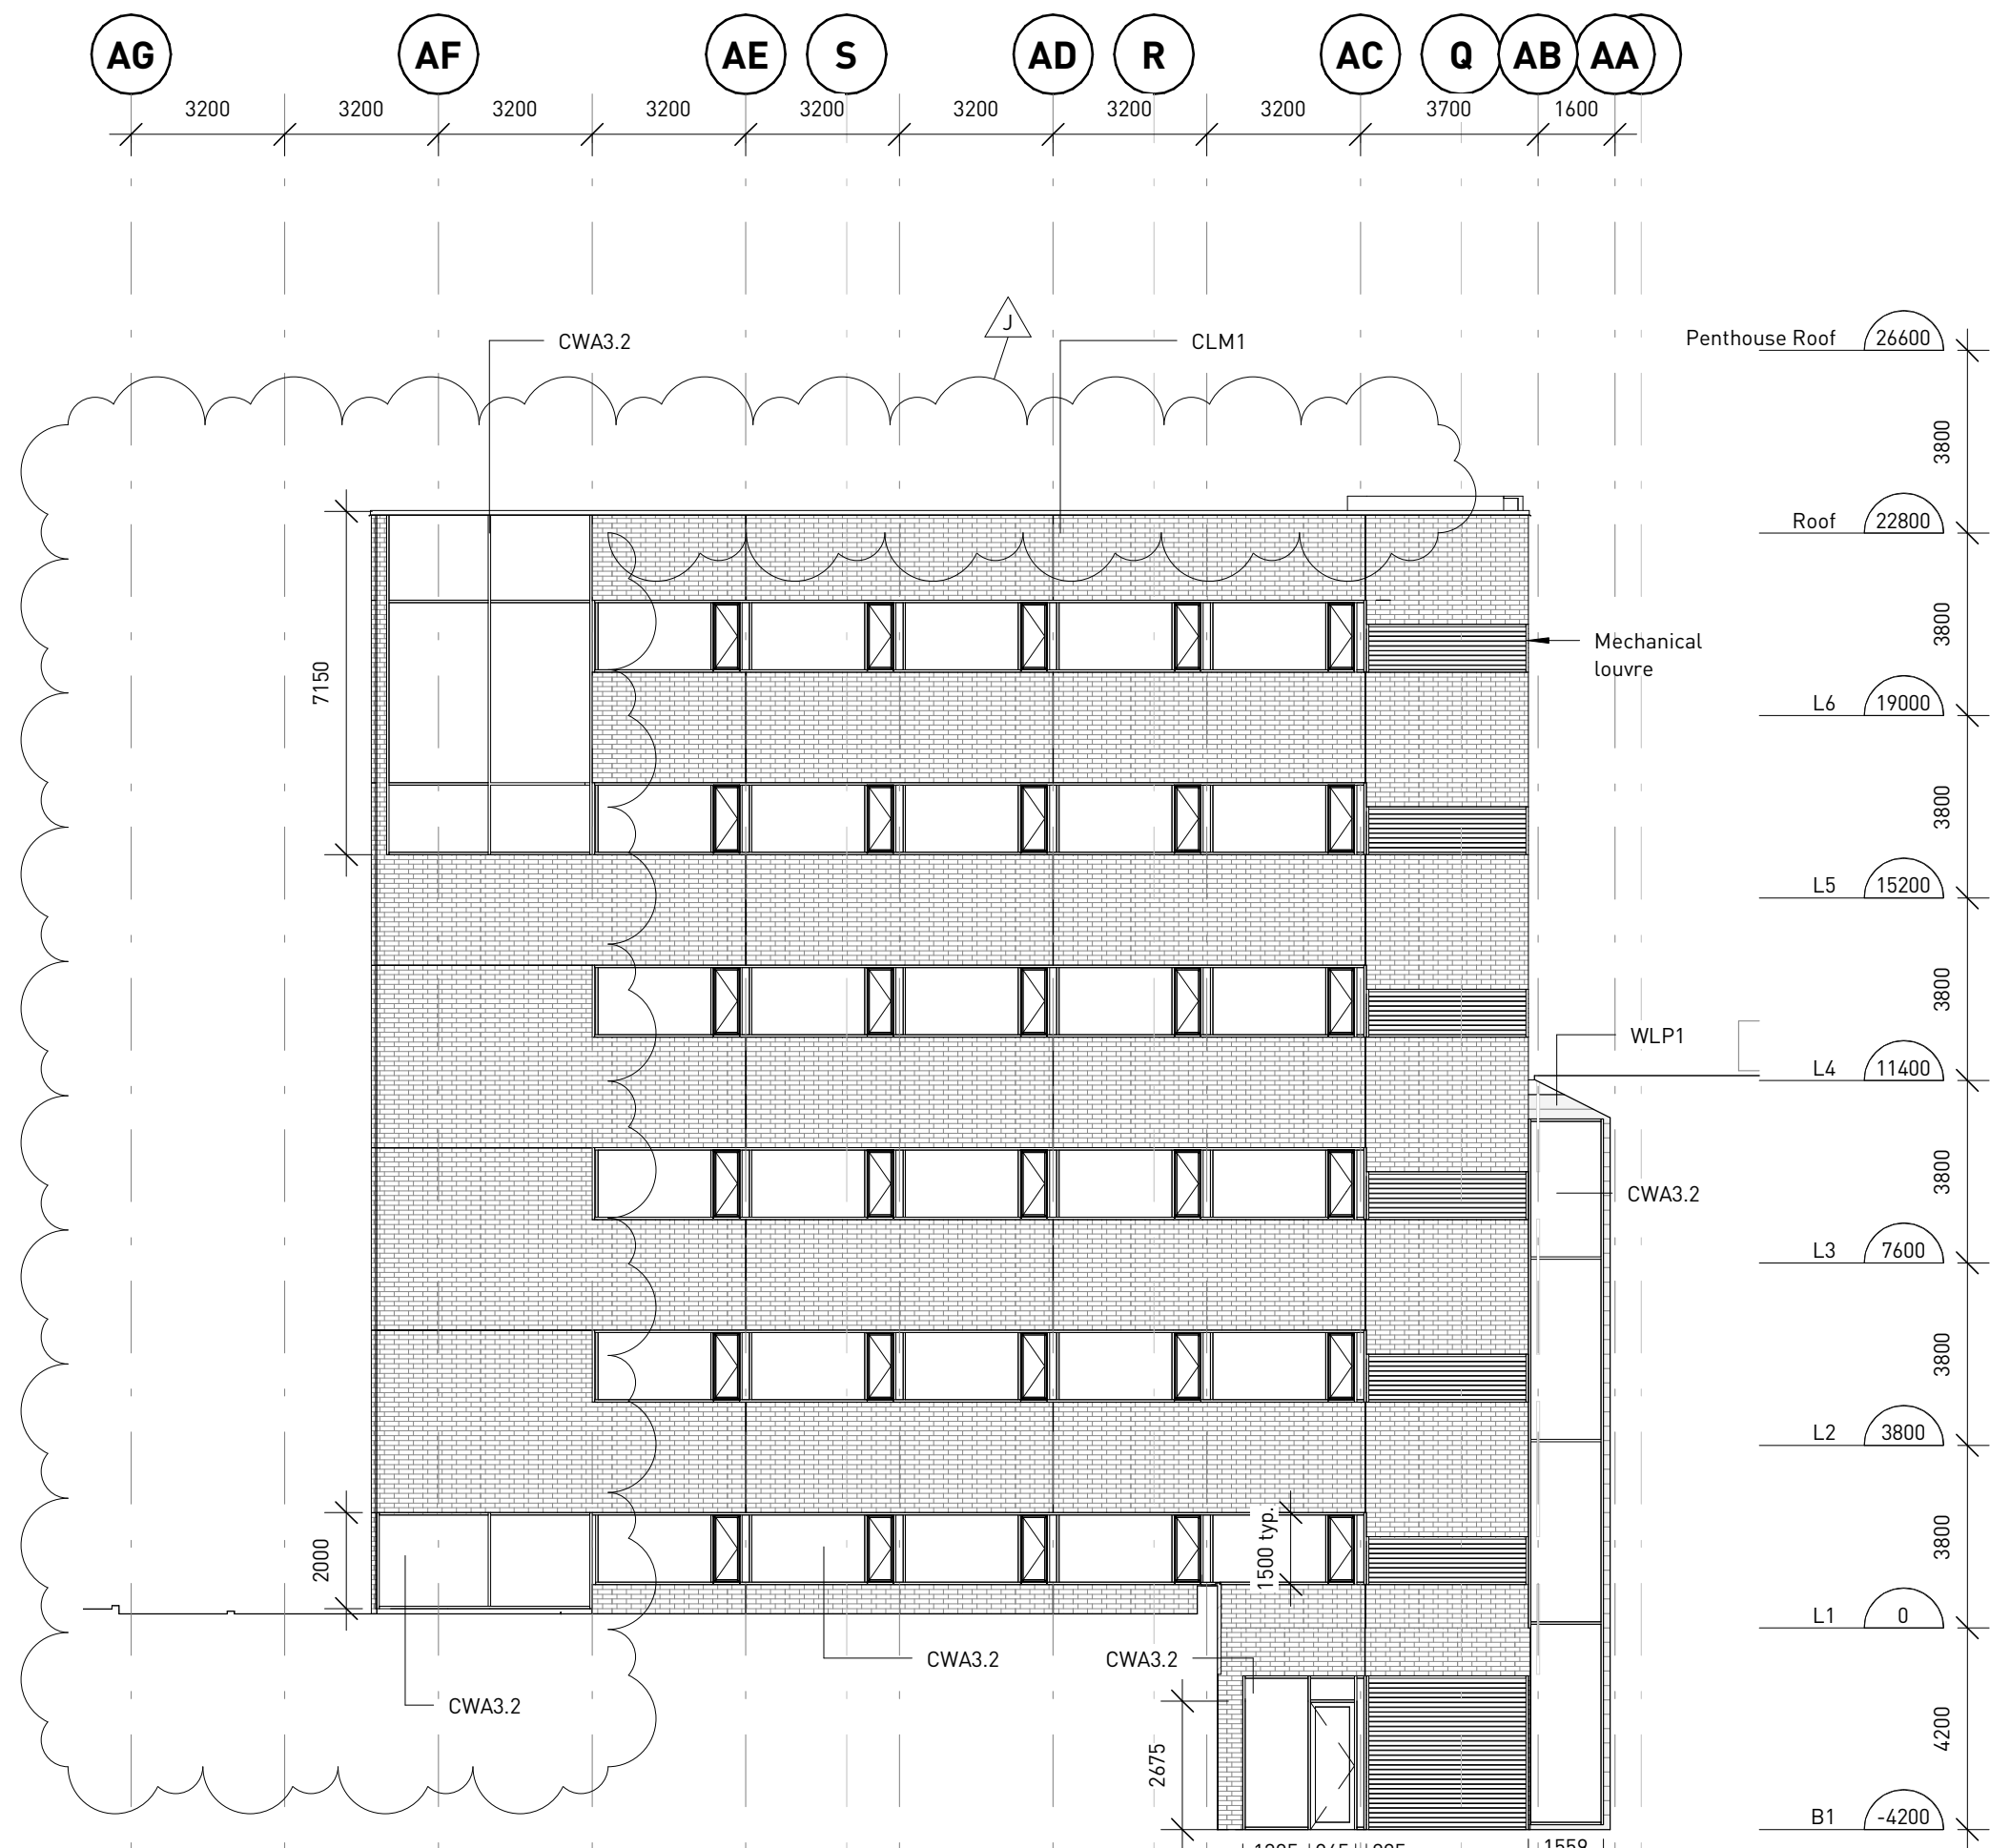 AG AF AE S AD R AC Q AB AA
3200 3200 3200 3200 3200 3200 3200 3200 3700 1600
J
CWA3.2
CLM1
Penthouse Roof 26600
3800
Roof 22800
3800
Mechanical
louvre
7150
L6 19000
3800
L5 15200
3800
WLP1
L4 11400
3800
CWA3.2
L3 7600
3800
L2 3800
1500 typ.
2000
3800
L1 0
CWA3.2
CWA3.2
CWA3.2
2675
4200
B1 -4200
1559